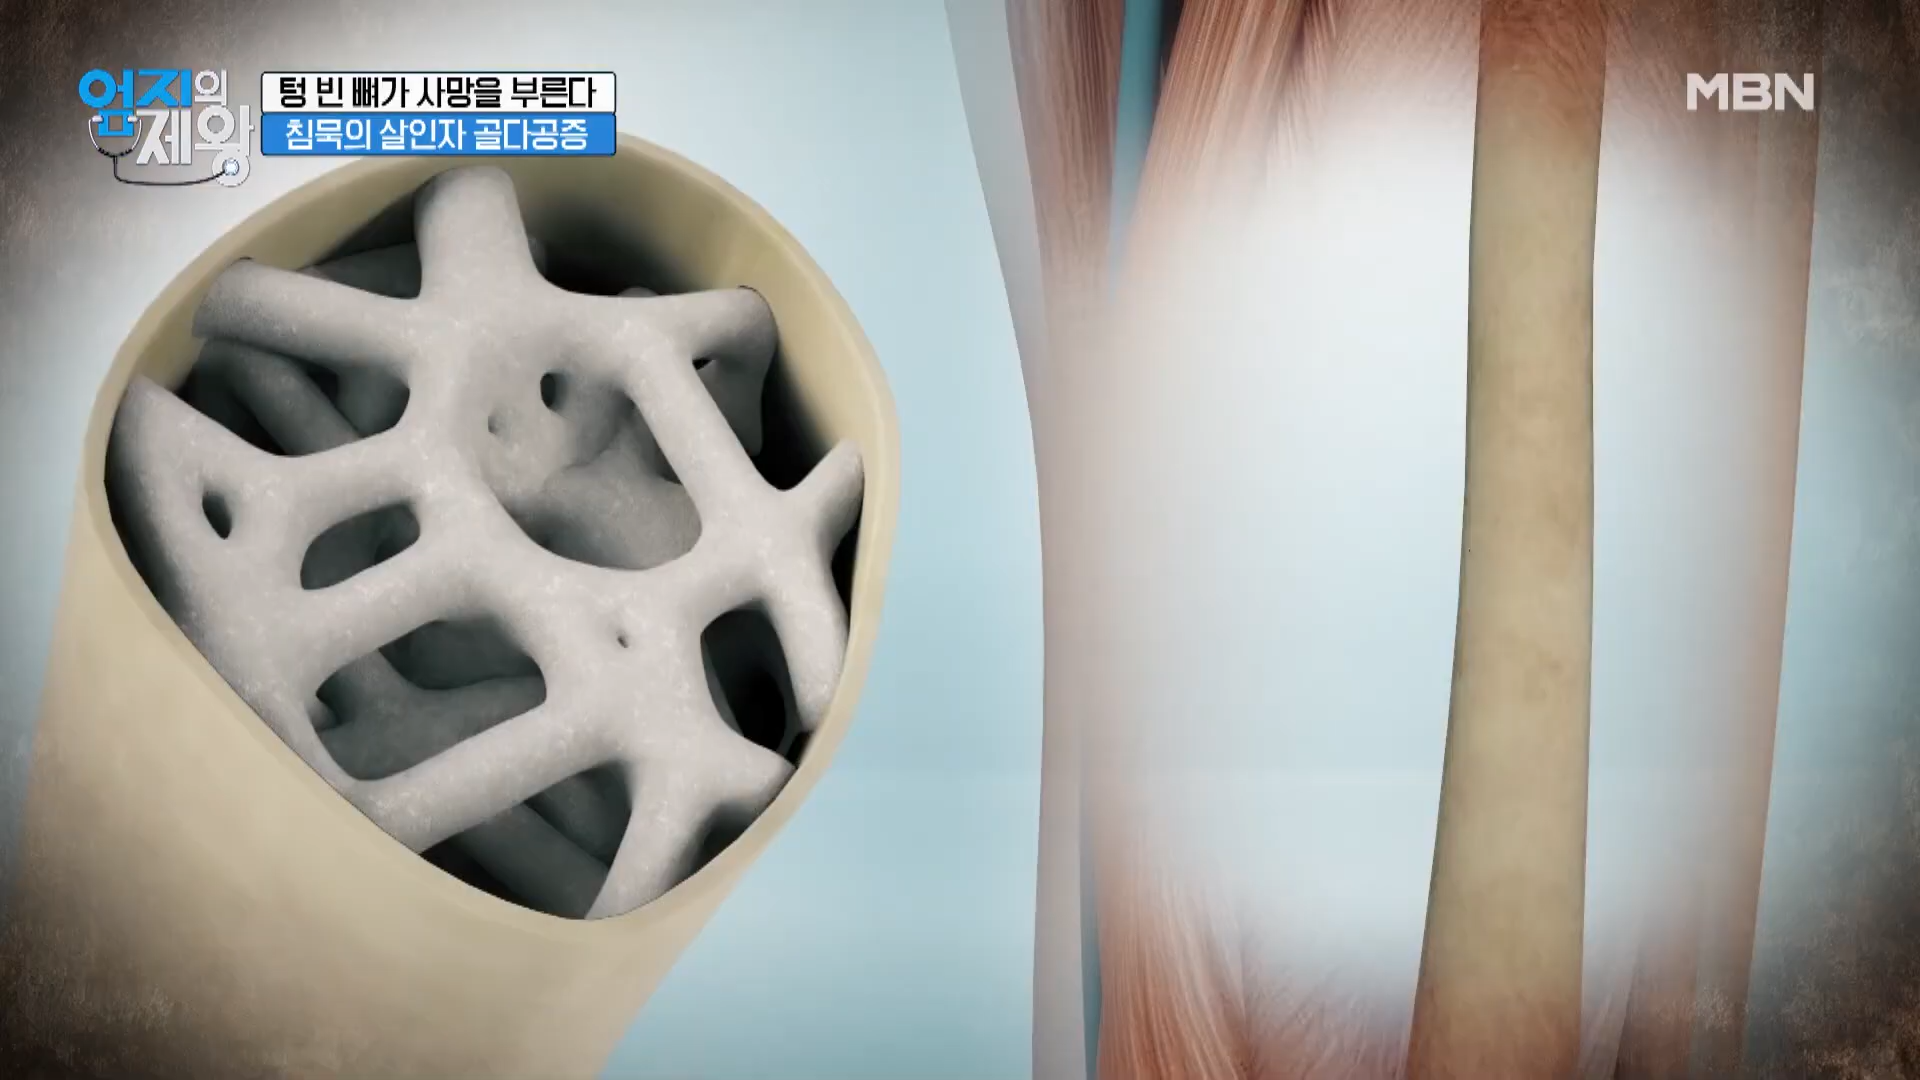 엄지의
제왕
텅 빈 뼈가 사망을 부른다
침묵의 살인자 골다공증
MBN